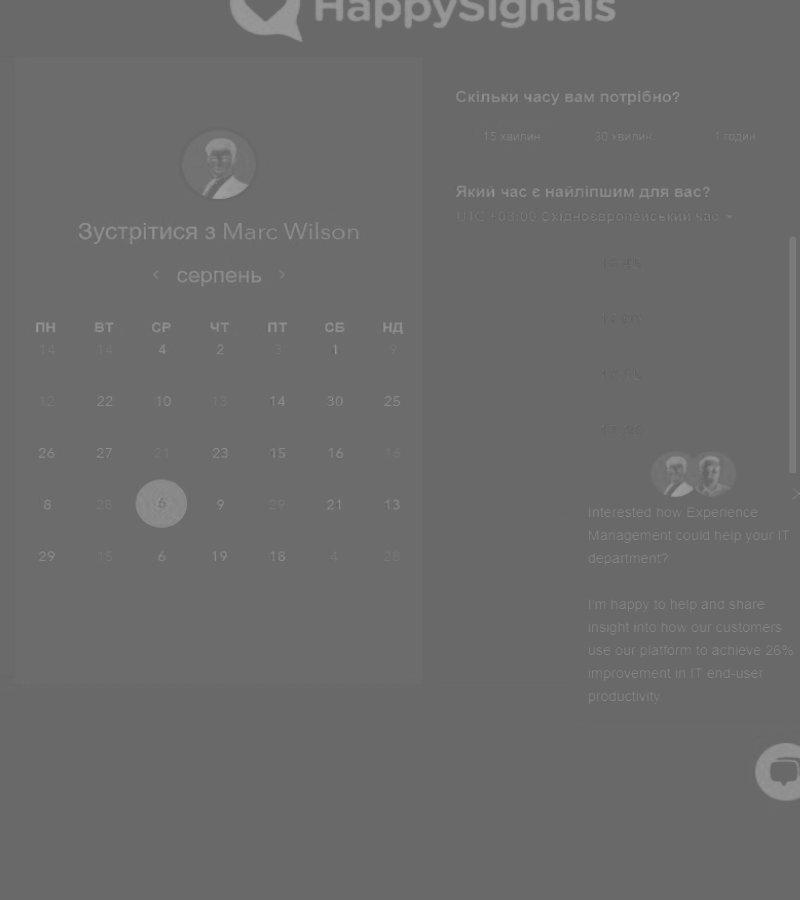 HappySignals
Зустрітися з Marc Wilson
серпень
ПН ВТ СР ЧТ ПТ СБ НД
14 14 4 2 3 1 9
12 22 10 13 14 30 25
26 27 21 23 15 16 16
8 28 6 9 29 21 13
29 15 6 19 18 4 28
Скільки часу вам потрібно?
15 хвилин 30 хвилин 1 годин
Який час є найліпшим для вас?
UTC +03:00 Східноєвропейський час
Interested how Experience
Management could help your IT
department?
I'm happy to help and share
insight into how our customers
use our platform to achieve 26%
improvement in IT end-user
productivity.